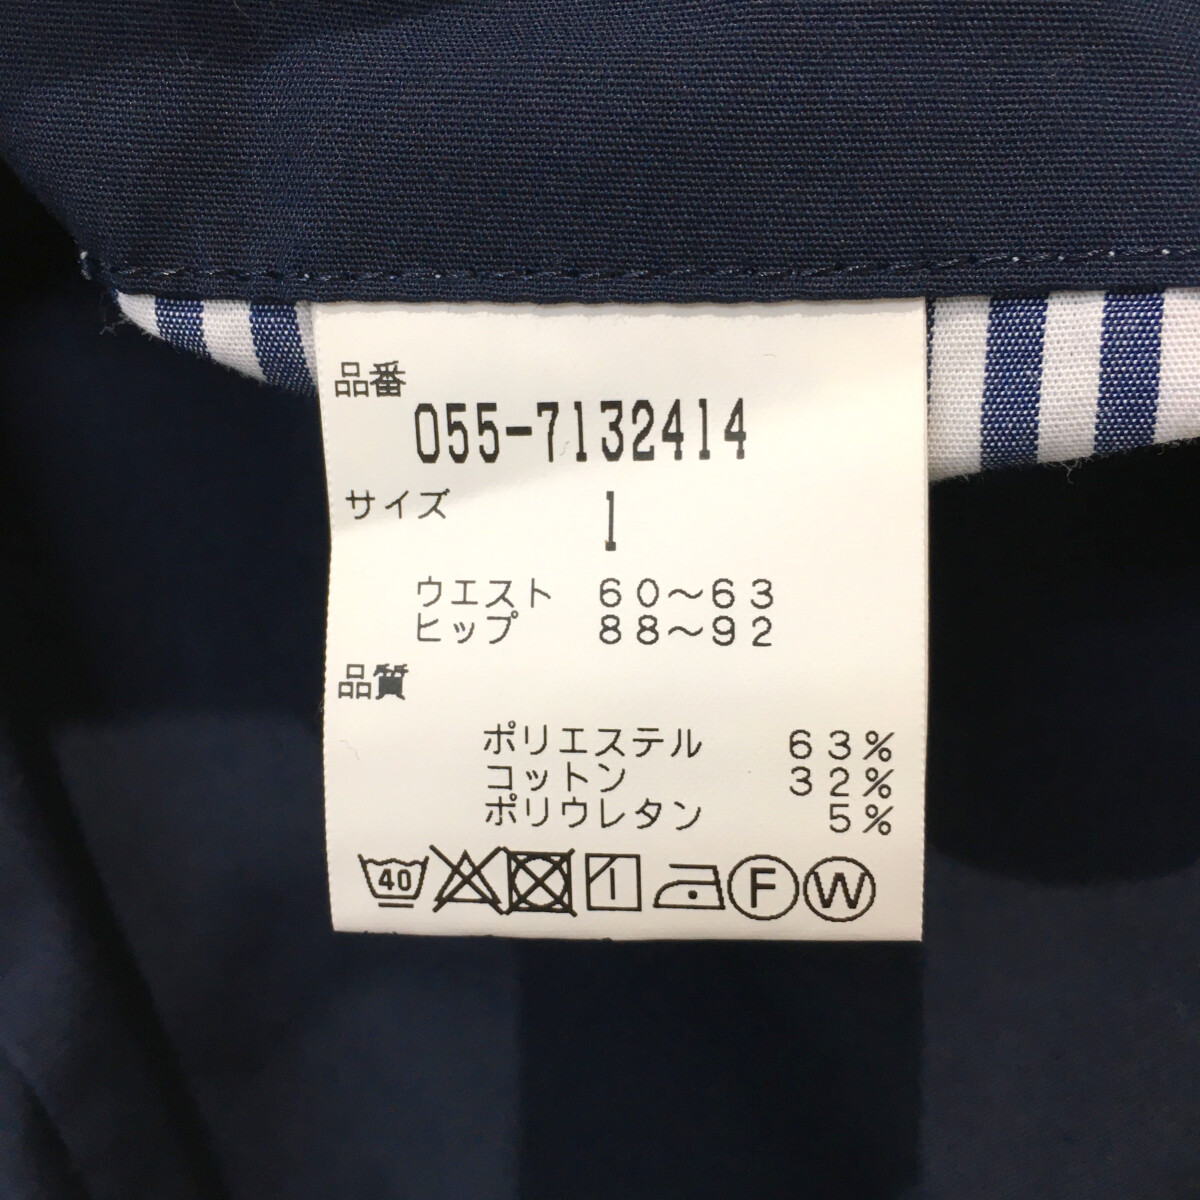 品番
055-7132414
サイズ 1
ウエスト 60～63
ヒップ 88～92
品質
ポリエステル 63%
コットン 32%
ポリウレタン 5%
40 F W